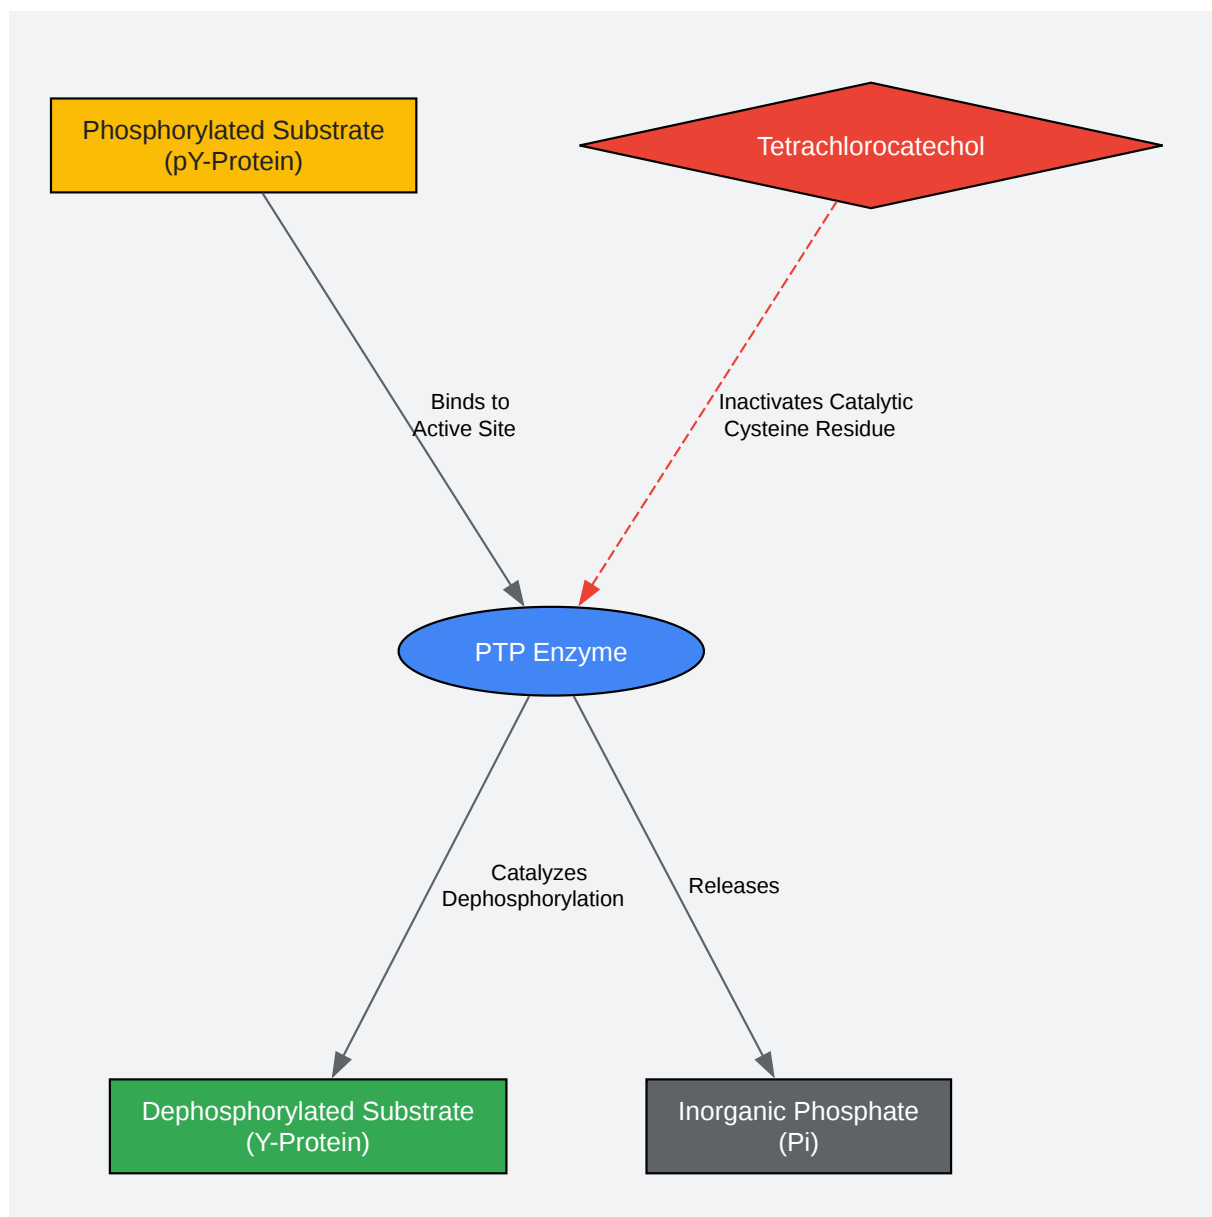 Phosphorylated Substrate
(pY-Protein)
Tetrachlorocatechol
Binds to
Active Site
Inactivates Catalytic
Cysteine Residue
PTP Enzyme
Catalyzes
Dephosphorylation
Releases
Dephosphorylated Substrate
(Y-Protein)
Inorganic Phosphate
(Pi)